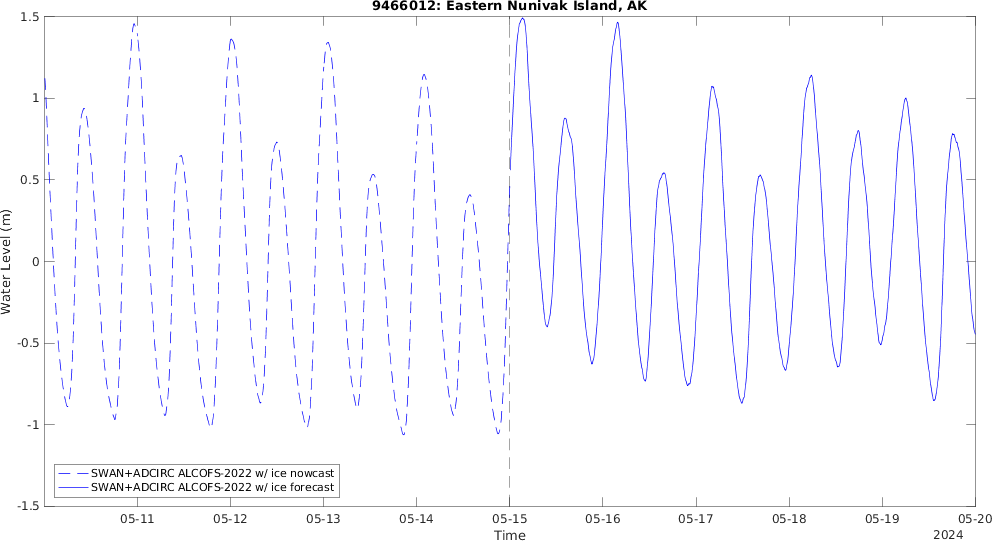 9466012: Eastern Nunivak Island, AK
1.5
1
0.5
0
-0.5
-1
-1.5
Water Level (m)
SWAN+ADCIRC ALCOFS-2022 w/ ice nowcast
SWAN+ADCIRC ALCOFS-2022 w/ ice forecast
05-11 05-12 05-13 05-14 05-15 05-16 05-17 05-18 05-19 05-20
Time
2024